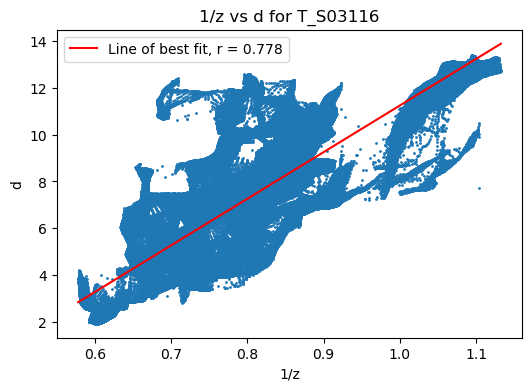 1/z vs d for T_S03116
Line of best fit, r = 0.778
14
12
10
8
6
4
2
d
0.6 0.7 0.8 0.9 1.0 1.1
1/z